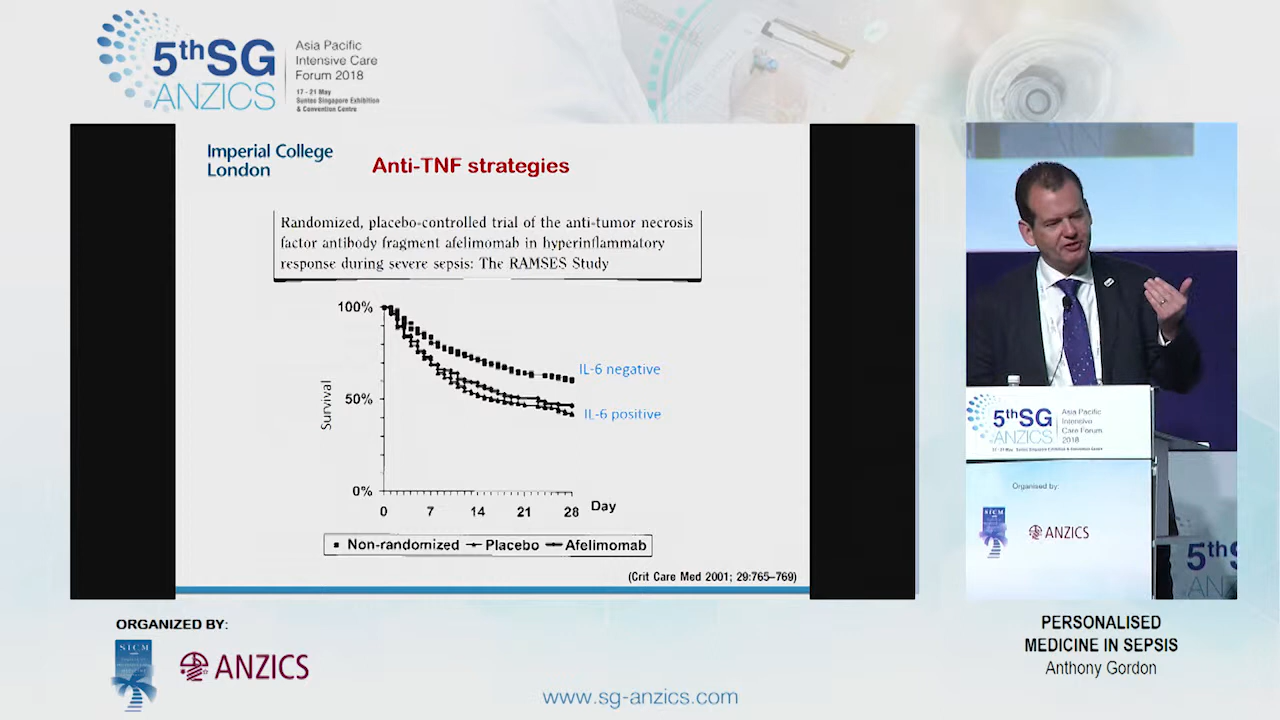 5thSG
ANZICS
Asia Pacific
Intensive Care
Forum 2018
17 - 21 May
Suntec Singapore Exhibition
& Convention Centre
Imperial College
London
Anti-TNF strategies
Randomized, placebo-controlled trial of the anti-tumor necrosis
factor antibody fragment afelimomab in hyperinflammatory
response during severe sepsis: The RAMSES Study
100%
50%
0%
Survival
IL-6 negative
IL-6 positive
0 7 14 21 28 Day
Non-randomized Placebo Afelimomab
(Crit Care Med 2001; 29:765–769)
5thSG
ANZICS
Asia Pacific
Intensive
Care Forum
2018
Organised by:
SICM
ANZICS
5thS
AN
ORGANIZED BY:
SICM
ANZICS
PERSONALISED
MEDICINE IN SEPSIS
Anthony Gordon
www.sg-anzics.com